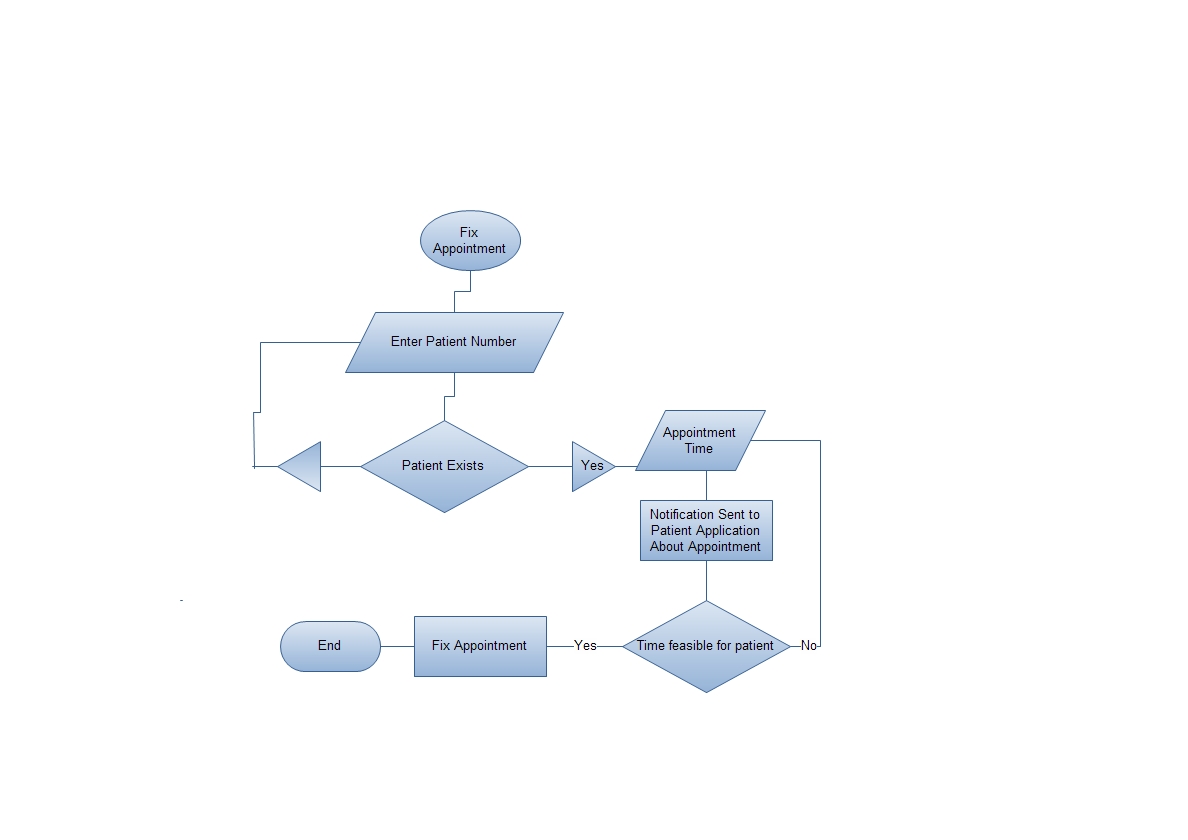 Fix
Appointment
Enter Patient Number
Patient Exists
Yes
Appointment
Time
Notification Sent to
Patient Application
About Appointment
Time feasible for patient
No
Yes
Fix Appointment
End